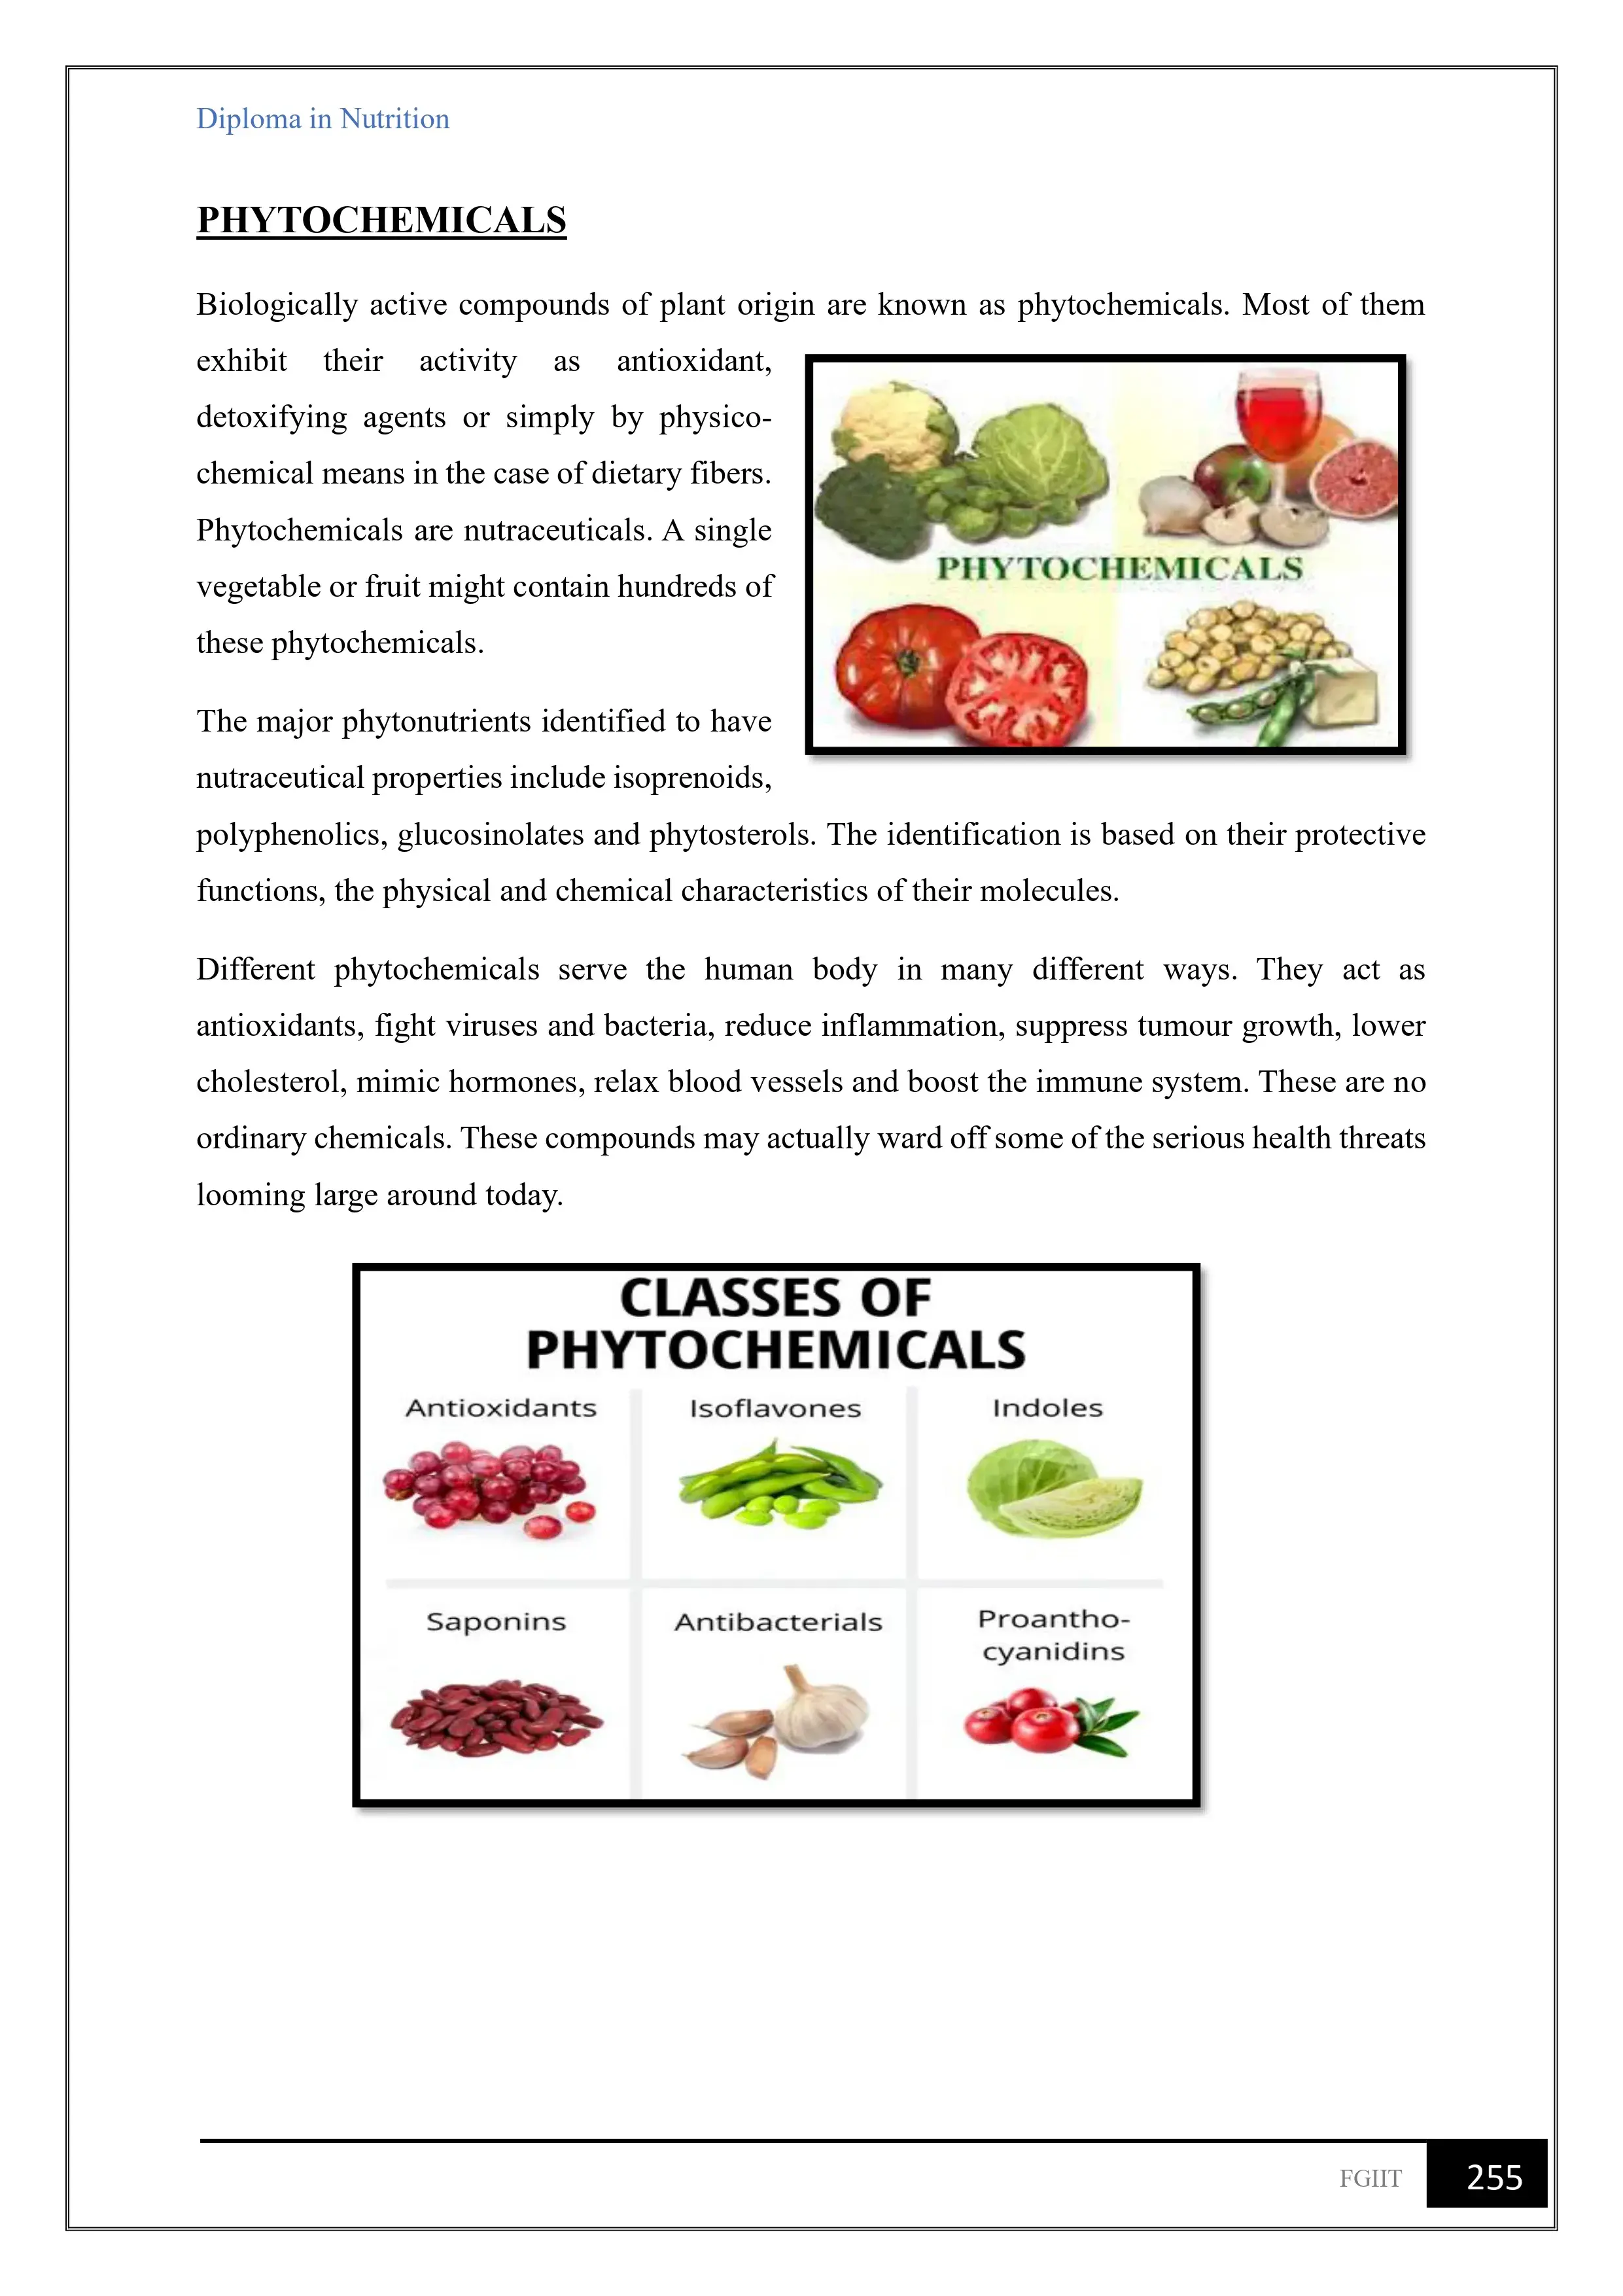 Diploma in Nutrition
PHYTOCHEMICALS
Biologically active compounds of plant origin are known as phytochemicals. Most of them
exhibit their activity as antioxidant,
detoxifying agents or simply by physico-
chemical means in the case of dietary fibers.
Phytochemicals are nutraceuticals. A single
vegetable or fruit might contain hundreds of
these phytochemicals.
PHYTOCHEMICALS
The major phytonutrients identified to have
nutraceutical properties include isoprenoids,
polyphenolics, glucosinolates and phytosterols. The identification is based on their protective
functions, the physical and chemical characteristics of their molecules.
Different phytochemicals serve the human body in many different ways. They act as
antioxidants, fight viruses and bacteria, reduce inflammation, suppress tumour growth, lower
cholesterol, mimic hormones, relax blood vessels and boost the immune system. These are no
ordinary chemicals. These compounds may actually ward off some of the serious health threats
looming large around today.
CLASSES OF
PHYTOCHEMICALS
Antioxidants
Isoflavones
Indoles
Saponins
Antibacterials
Proantho-
cyanidins
FGIIT
255